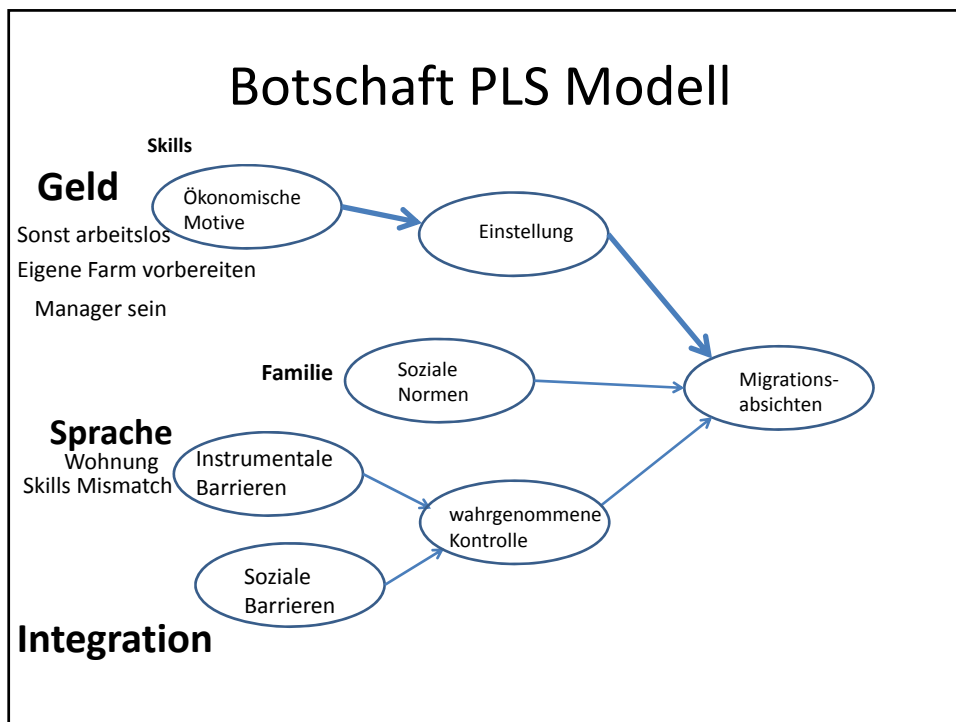 Botschaft PLS Modell
Skills
Geld
Ökonomische
Motive
Sonst arbeitslos
Eigene Farm vorbereiten
Manager sein
Einstellung
Familie
Soziale
Normen
Migrations-
absichten
Sprache
Wohnung
Skills Mismatch
Instrumentale
Barrieren
wahrgenommene
Kontrolle
Soziale
Barrieren
Integration